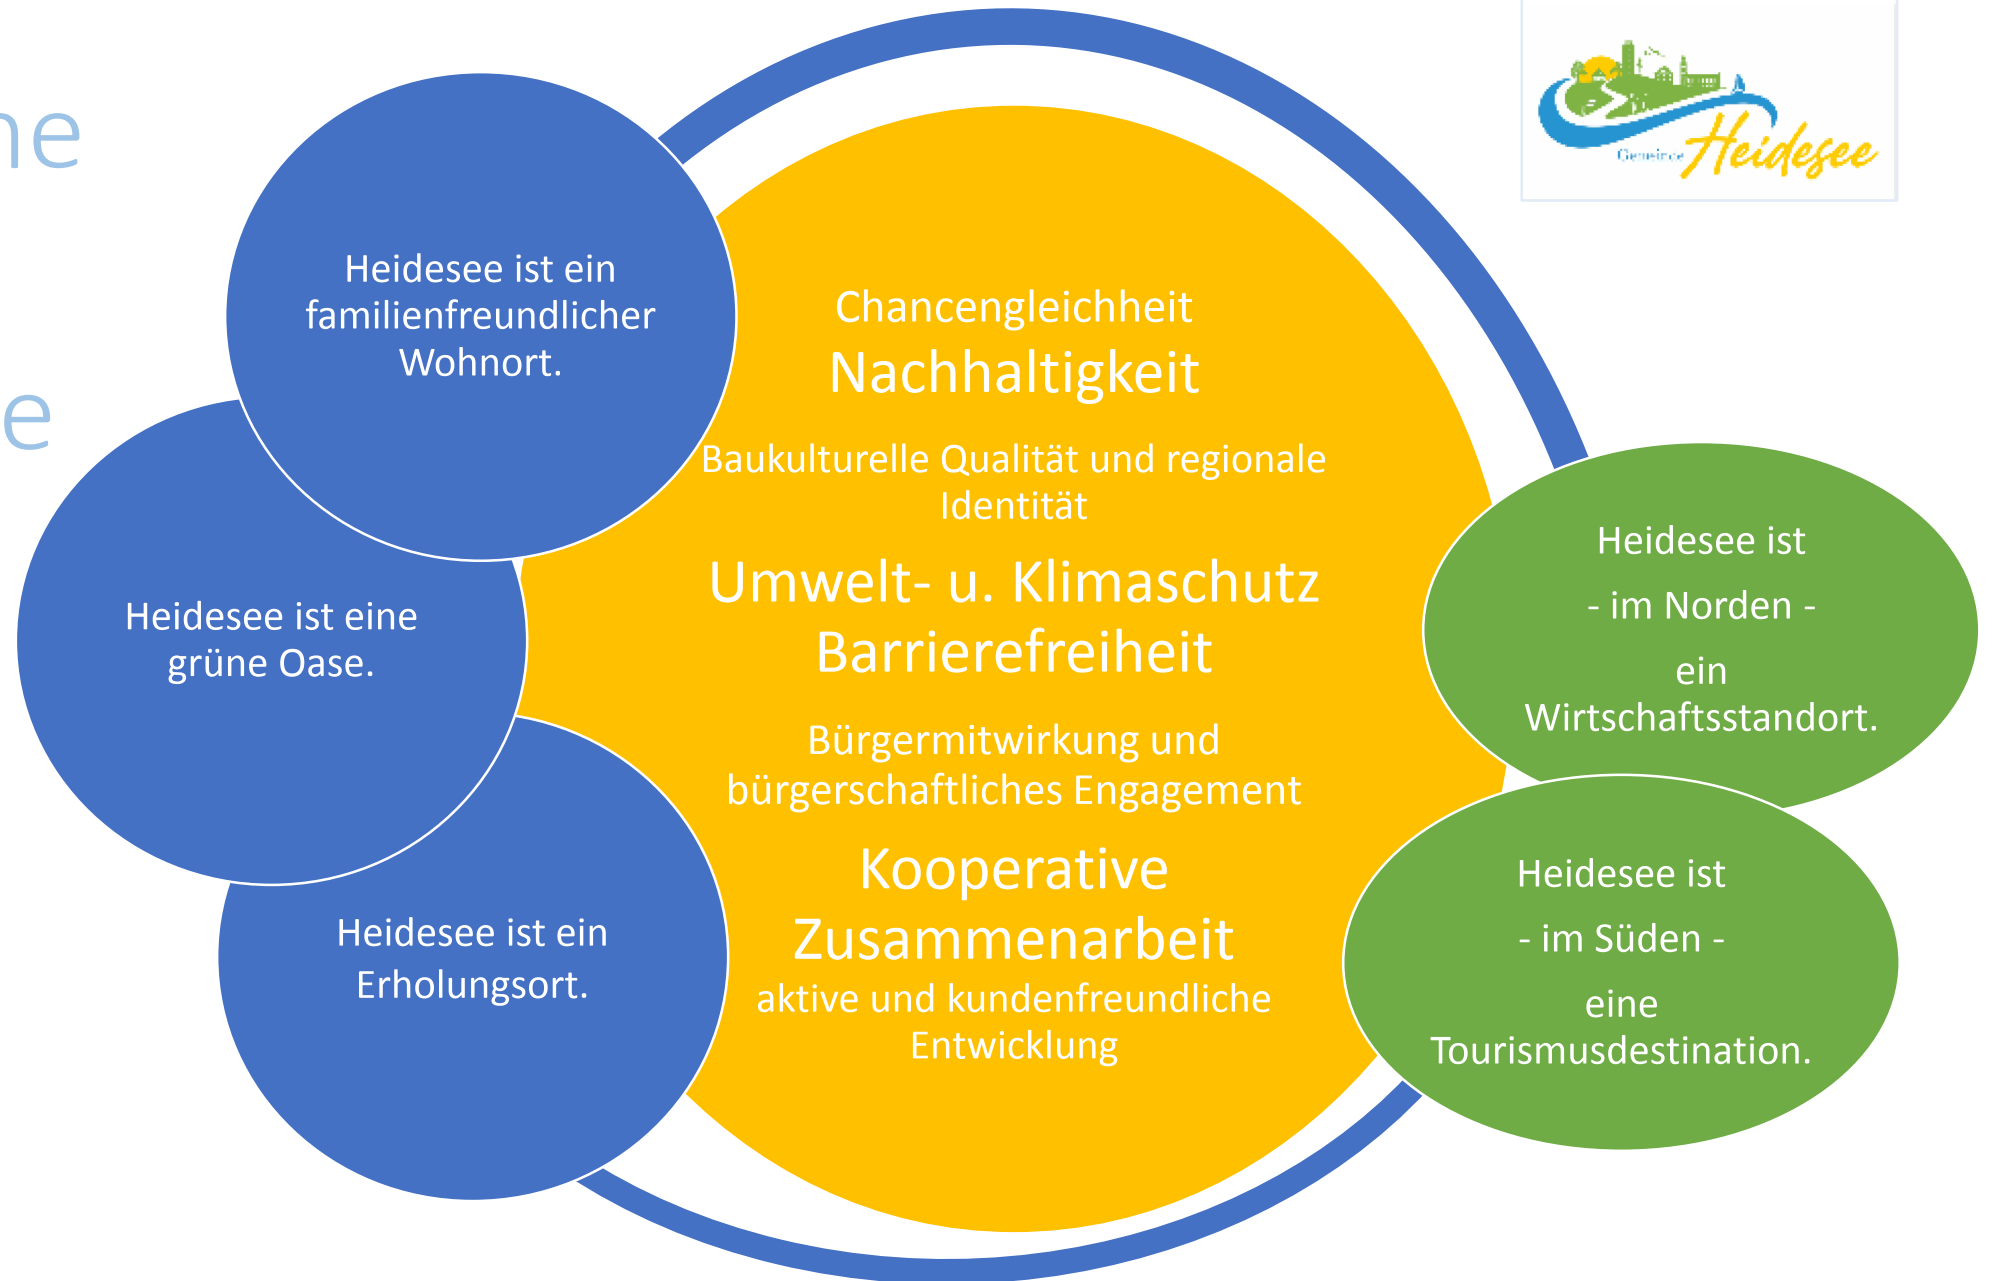 ne
e
Gemeinde Heidesee
Heidesee ist ein
familienfreundlicher
Wohnort.
Heidesee ist eine
grüne Oase.
Heidesee ist ein
Erholungsort.
Chancengleichheit
Nachhaltigkeit
Baukulturelle Qualität und regionale
Identität
Umwelt- u. Klimaschutz
Barrierefreiheit
Bürgermitwirkung und
bürgerschaftliches Engagement
Kooperative
Zusammenarbeit
aktive und kundenfreundliche
Entwicklung
Heidesee ist
- im Norden -
ein
Wirtschaftsstandort.
Heidesee ist
- im Süden -
eine
Tourismusdestination.